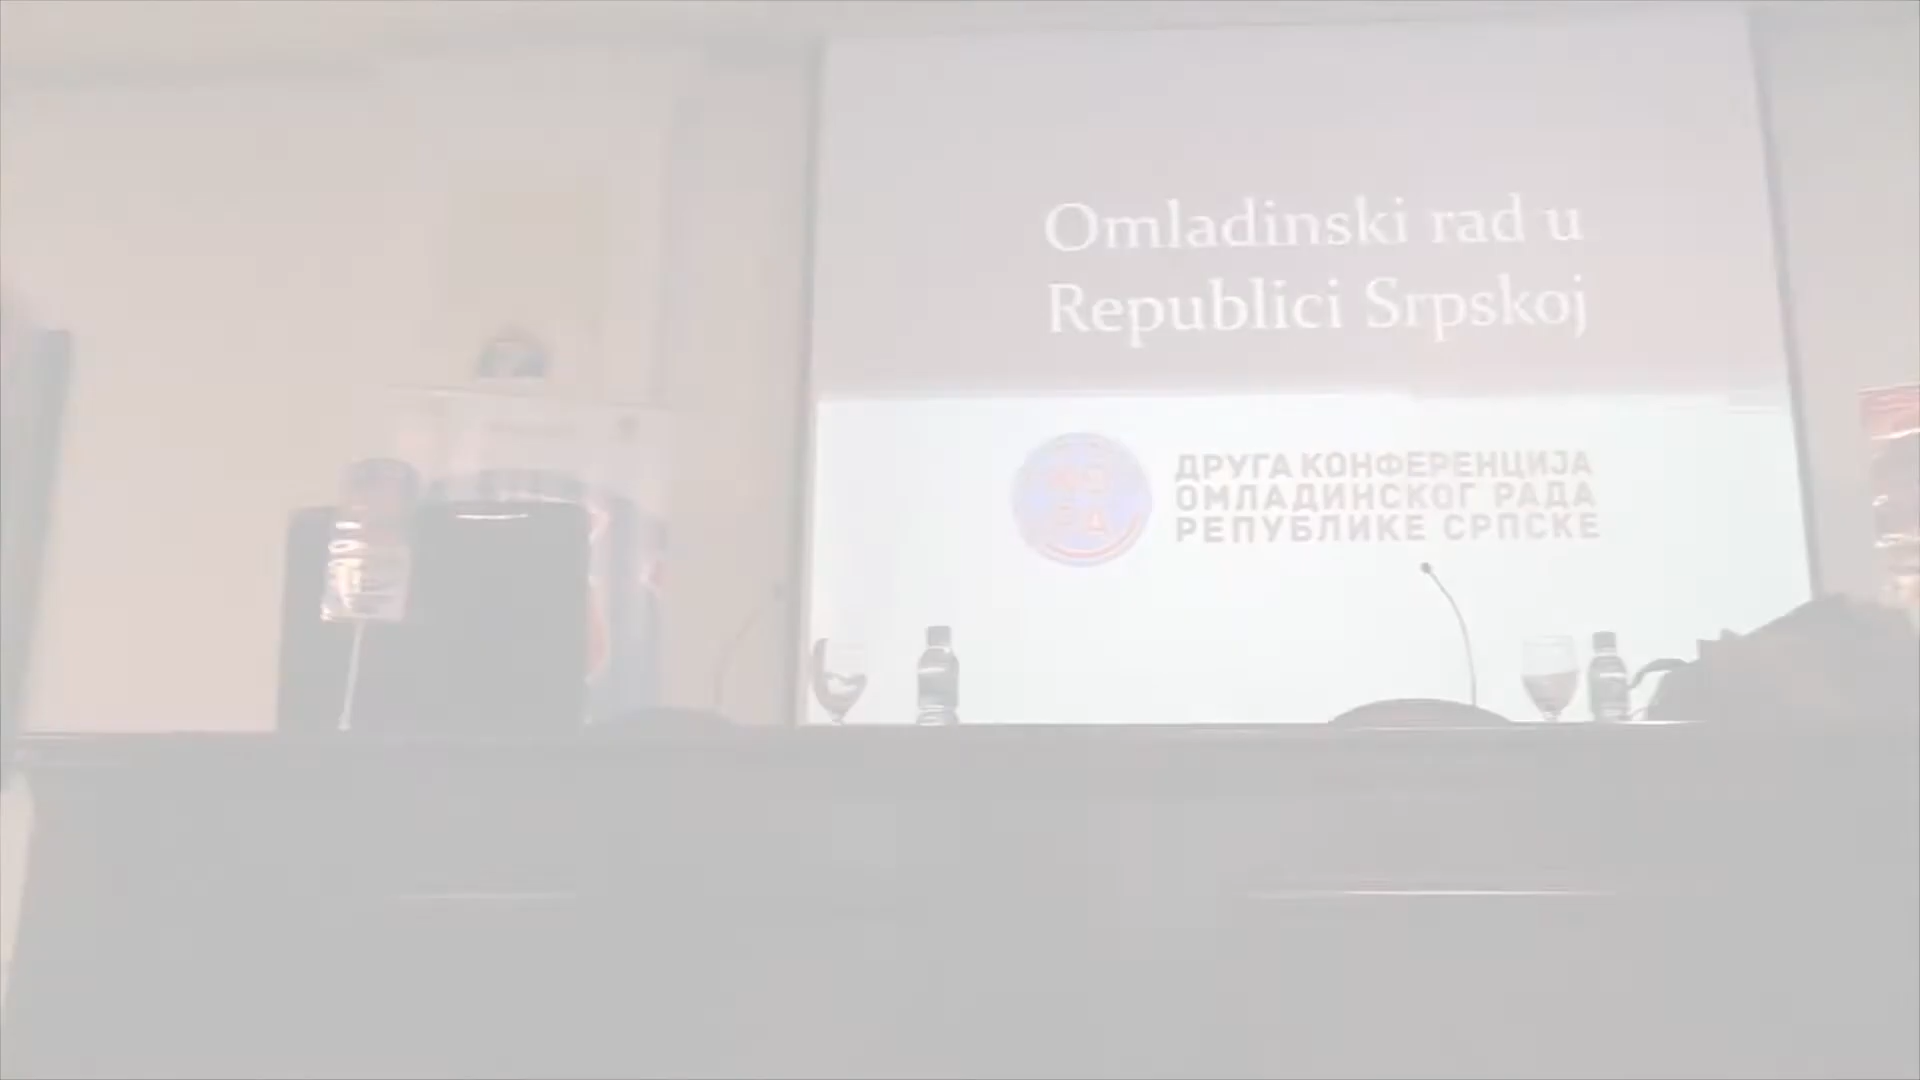 Omladinski rad u
Republici Srpskoj
ДРУГА КОНФЕРЕНЦИЈА
ОМЛАДИНСКОГ РАДА
РЕПУБЛИКЕ СРПСКЕ